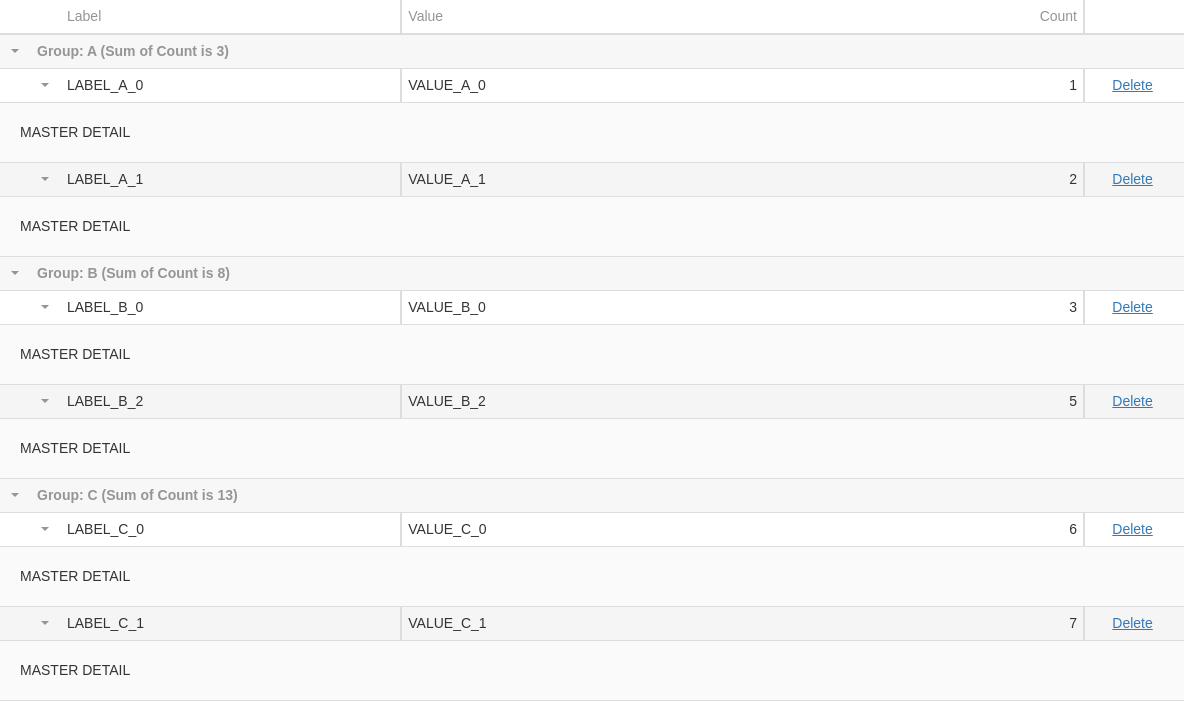 Label Value Count
Group: A (Sum of Count is 3)
LABEL_A_0 VALUE_A_0 1 Delete
MASTER DETAIL
LABEL_A_1 VALUE_A_1 2 Delete
MASTER DETAIL
Group: B (Sum of Count is 8)
LABEL_B_0 VALUE_B_0 3 Delete
MASTER DETAIL
LABEL_B_2 VALUE_B_2 5 Delete
MASTER DETAIL
Group: C (Sum of Count is 13)
LABEL_C_0 VALUE_C_0 6 Delete
MASTER DETAIL
LABEL_C_1 VALUE_C_1 7 Delete
MASTER DETAIL